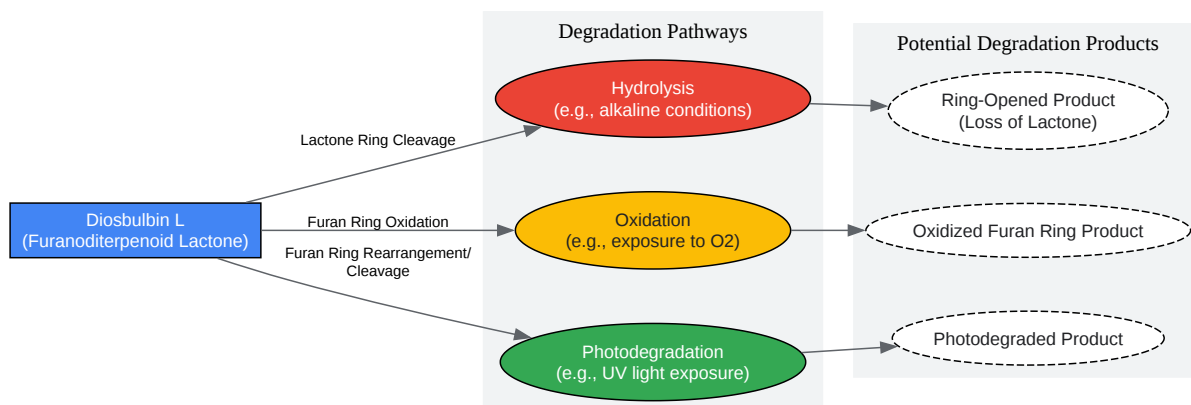 Degradation Pathways
Potential Degradation Products
Hydrolysis
(e.g., alkaline conditions)
Ring-Opened Product
(Loss of Lactone)
Lactone Ring Cleavage
Diosbulbin L
(Furanoditerpenoid Lactone)
Furan Ring Oxidation
Oxidation
(e.g., exposure to O2)
Oxidized Furan Ring Product
Furan Ring Rearrangement/
Cleavage
Photodegradation
(e.g., UV light exposure)
Photodegraded Product